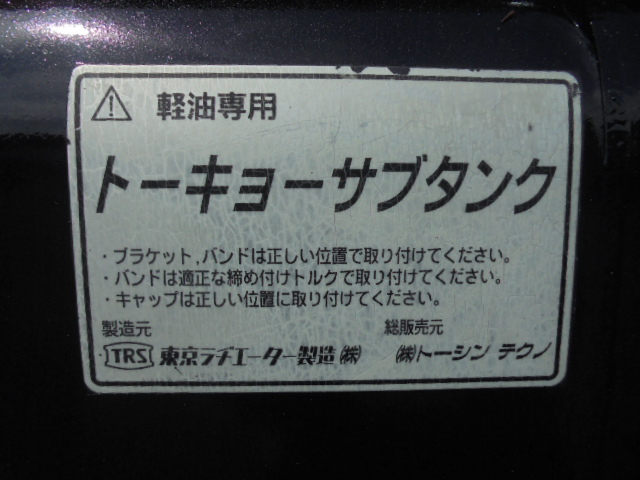 軽油専用
トーキョーサブタンク
・ブラケット,バンドは正しい位置で取り付けてください。
・バンドは適正な締め付けトルクで取り付けてください。
・キャップは正しい位置に取り付けてください。
製造元 総販売元
TRS 東京ラヂエーター製造㈱ ㈱トーシン テクノ